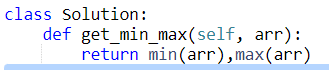 class Solution:
    def get_min_max(self, arr):
        return min(arr),max(arr)